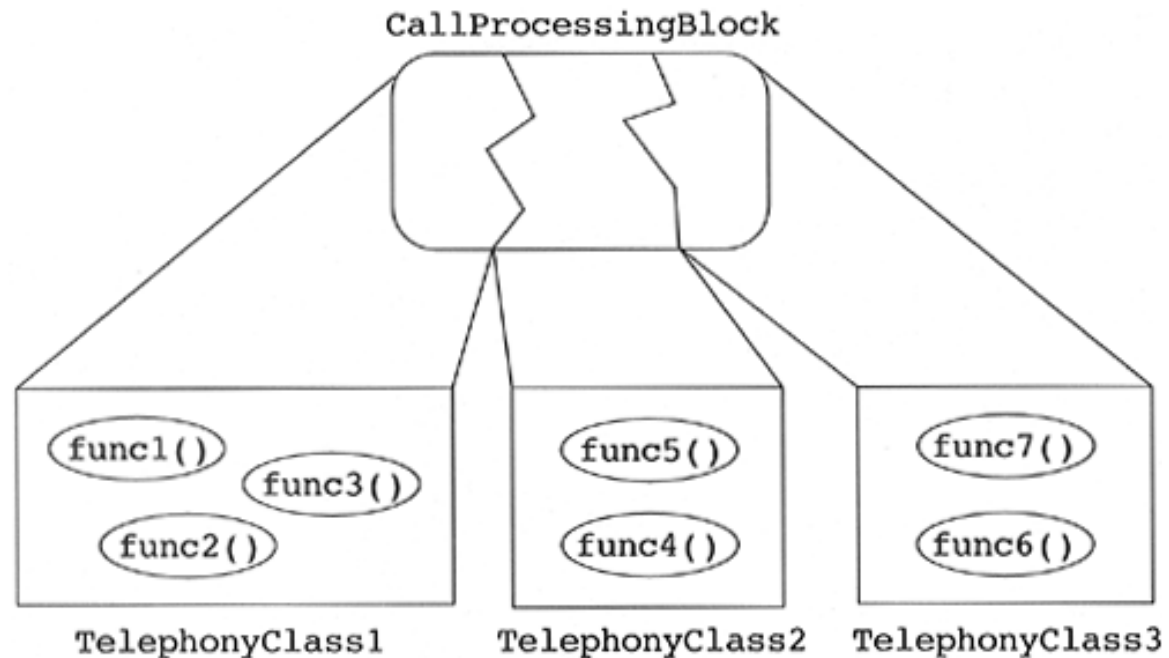 CallProcessingBlock
func1()
func3()
func2()
func5()
func4()
func7()
func6()
TelephonyClass1
TelephonyClass2
TelephonyClass3